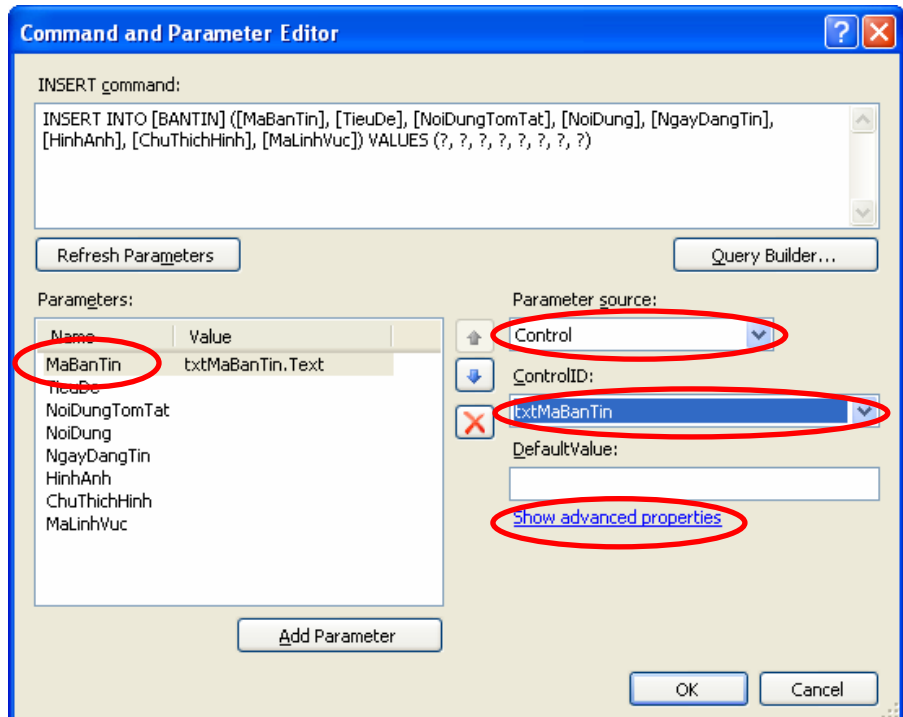 Command and Parameter Editor
INSERT command:
INSERT INTO [BANTIN] ([MaBanTin], [TieuDe], [NoiDungTomTat], [NoiDung], [NgayDangTin],
[HinhAnh], [ChuThichHinh], [MaLinhVuc]) VALUES (?, ?, ?, ?, ?, ?, ?, ?)
Refresh Parameters
Query Builder...
Parameters:
Name Value
MaBanTin txtMaBanTin.Text
TieuDe
NoiDungTomTat
NoiDung
NgayDangTin
HinhAnh
ChuThichHinh
MaLinhVuc
Add Parameter
Parameter source:
Control
ControlID:
txtMaBanTin
DefaultValue:
Show advanced properties
OK
Cancel